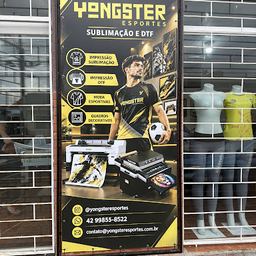 YONGSTER
ESPORTES
SUBLIMAÇÃO E DTF
IMPRESSÃO
SUBLIMAÇÃO
IMPRESSÃO
DTF
MODA
ESPORTIVAS
QUADROS
DECORATIVOS
@yongsteresportes
42 99855-8522
contato@yongsteresportes.com.br